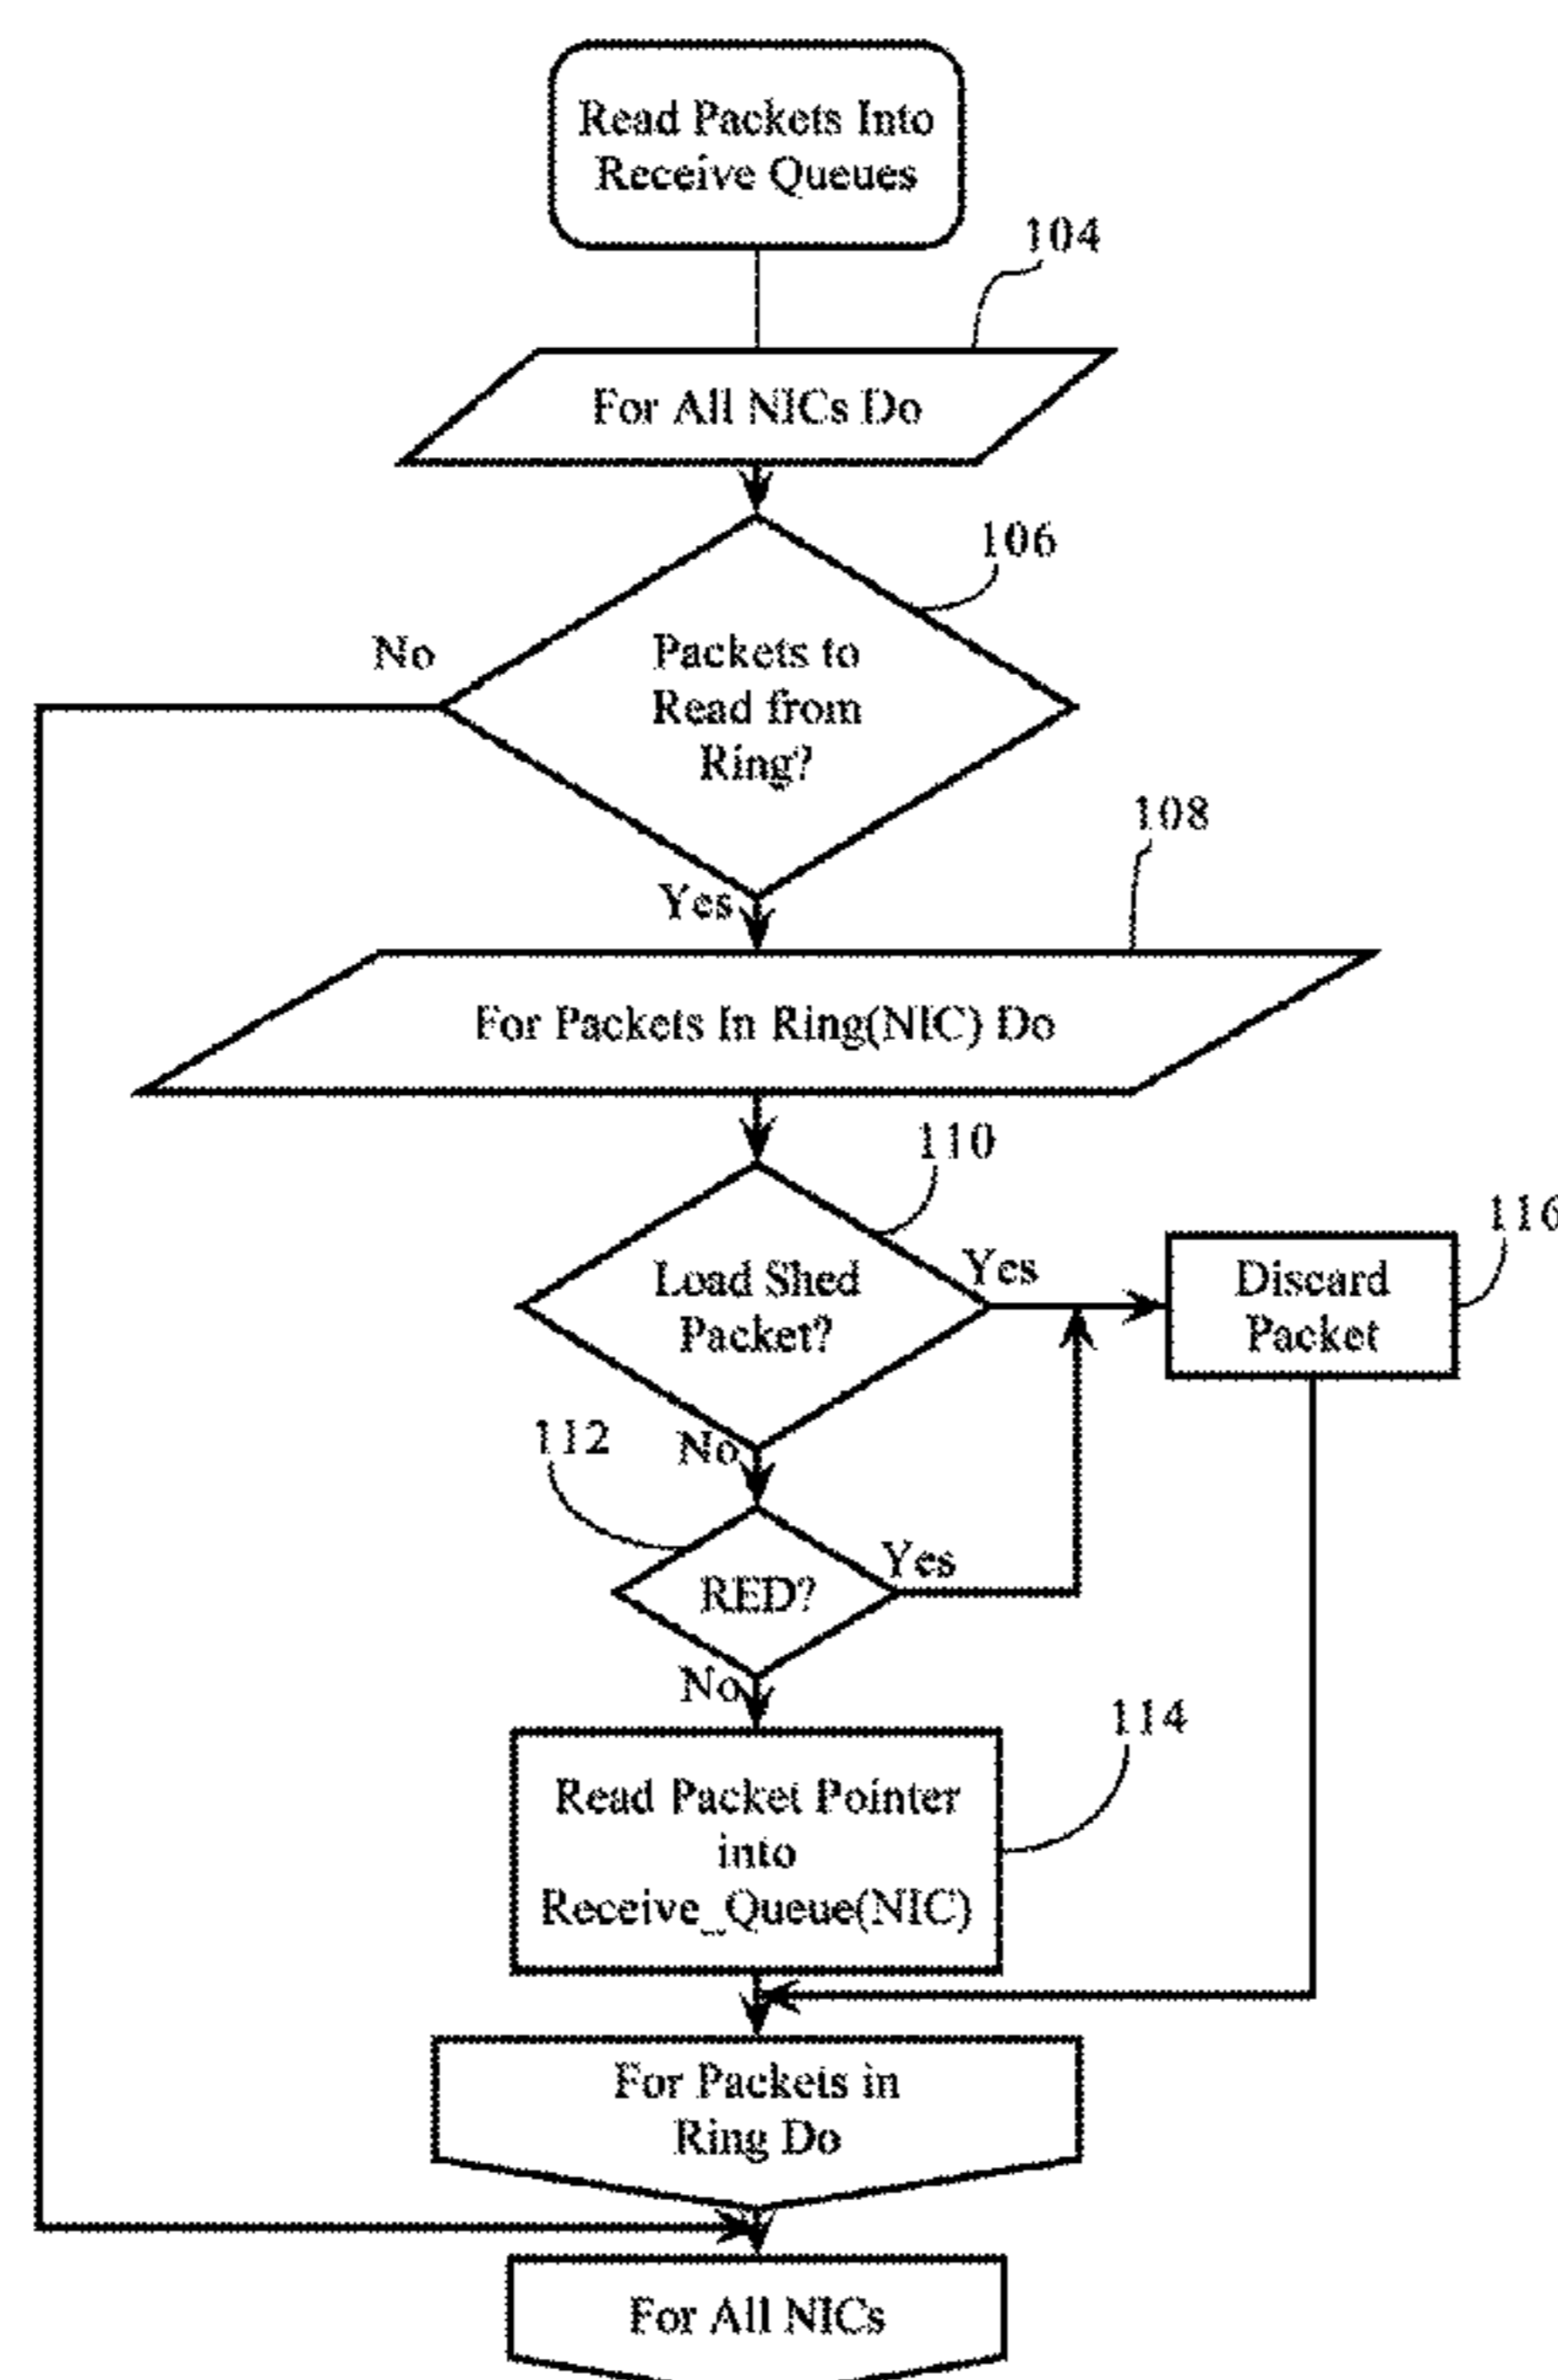 Read Packets Into
Receive Queues
104
For All NICs Do
106
No
Packets to
Read from
Ring?
108
Yes
For Packets In Ring(NIC) Do
110
116
Yes
Load Shed
Packet?
Discard
Packet
112
No
Yes
RED?
No
114
Read Packet Pointer
into
Receive_Queue(NIC)
For Packets in
Ring Do
For All NICs